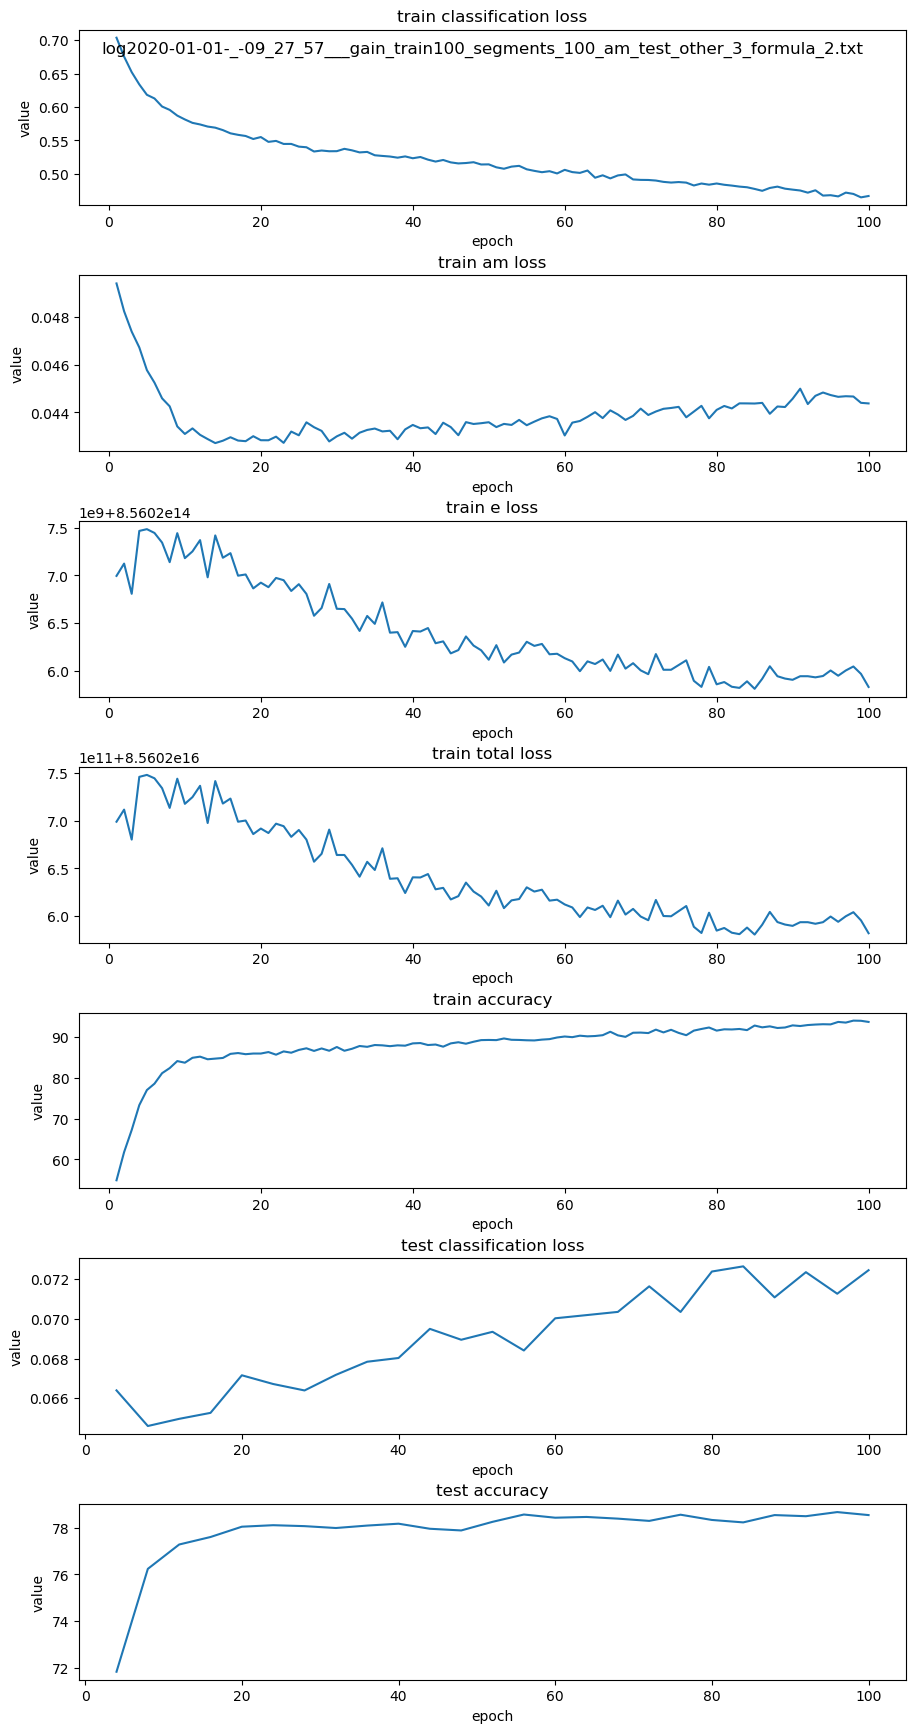 train classification loss
log2020-01-01-_-09_27_57___gain_train100_segments_100_am_test_other_3_formula_2.txt
0.70
0.65
0.60
0.55
0.50
value
0 20 40 60 80 100
epoch
train am loss
0.048
0.046
0.044
value
0 20 40 60 80 100
epoch
train e loss
1e9+8.5602e14
7.5
7.0
6.5
6.0
value
0 20 40 60 80 100
epoch
train total loss
1e11+8.5602e16
7.5
7.0
6.5
6.0
value
0 20 40 60 80 100
epoch
train accuracy
90
80
70
60
value
0 20 40 60 80 100
epoch
test classification loss
0.072
0.070
0.068
0.066
value
0 20 40 60 80 100
epoch
test accuracy
78
76
74
72
value
0 20 40 60 80 100
epoch